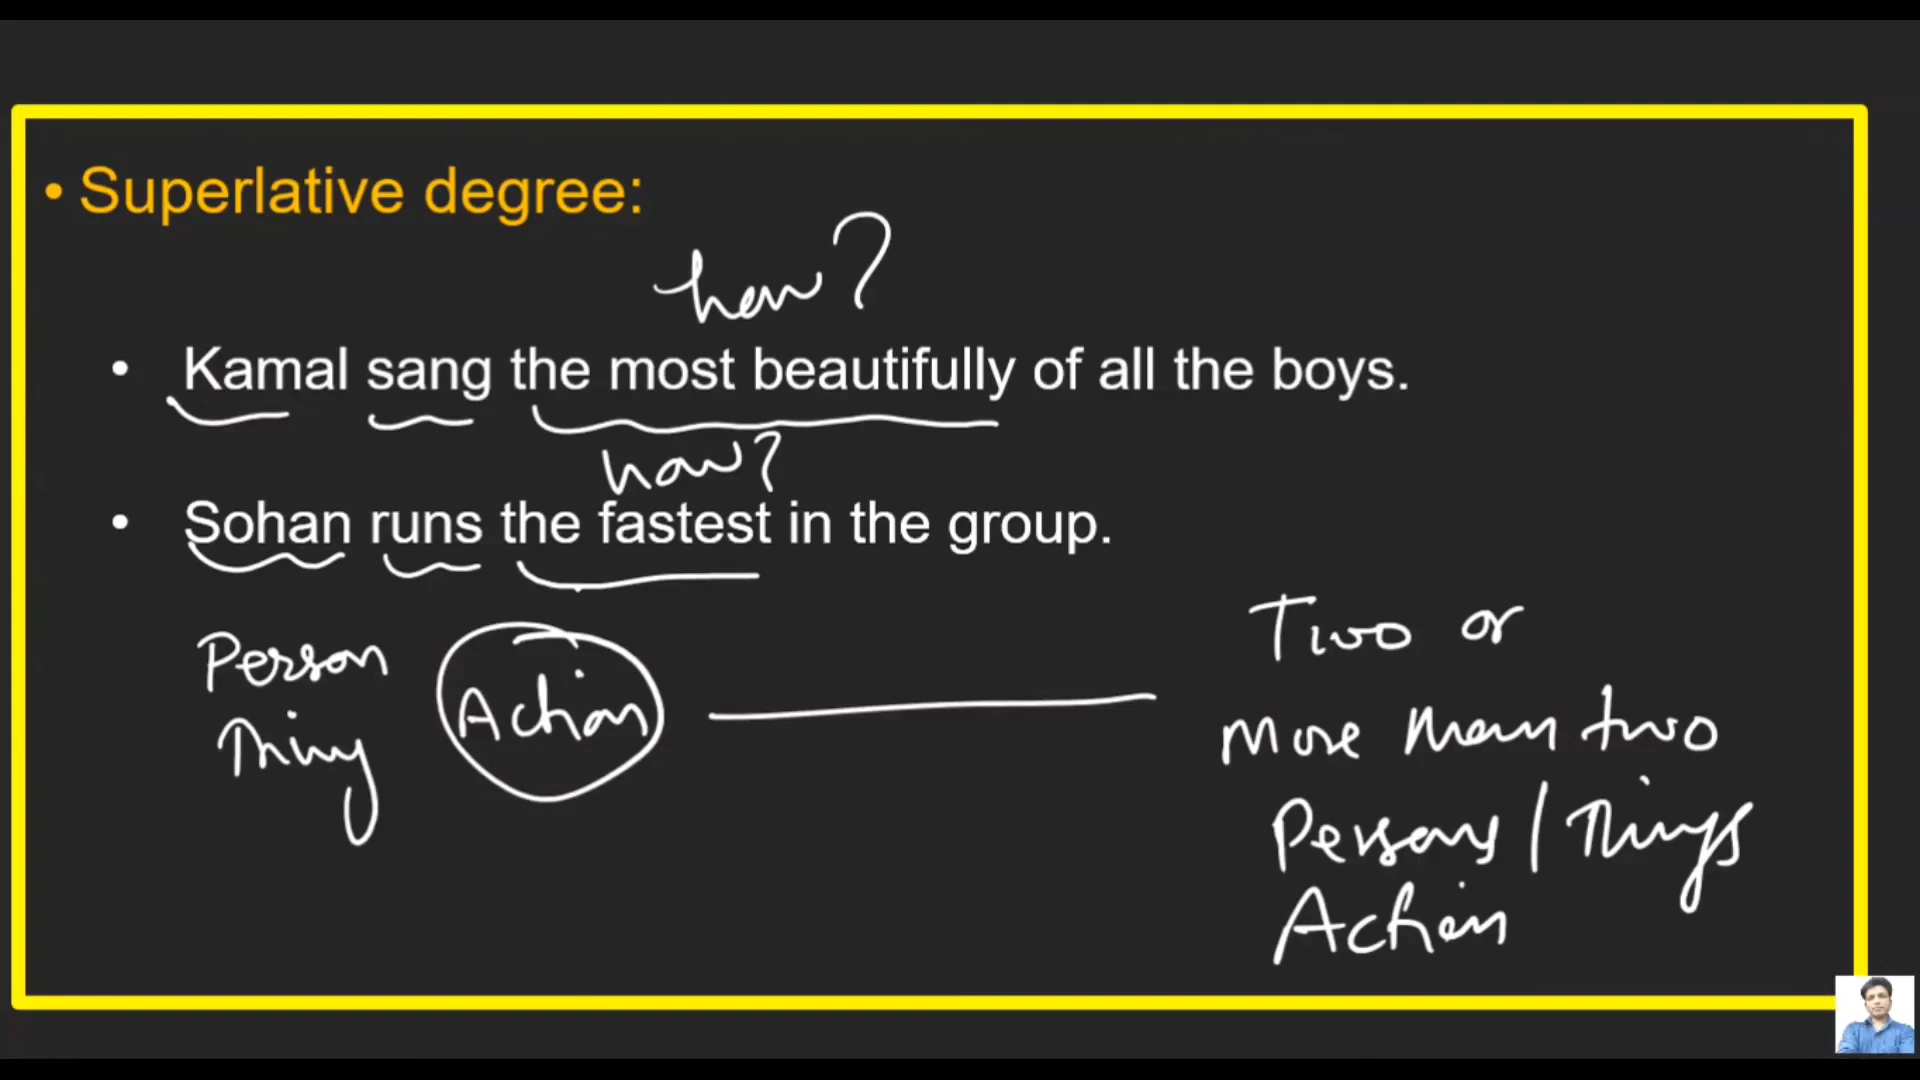 • Superlative degree:
how?
• Kamal sang the most beautifully of all the boys.
how?
• Sohan runs the fastest in the group.
Person
Thing
Action
Two or
more than two
Persons / Things
Action